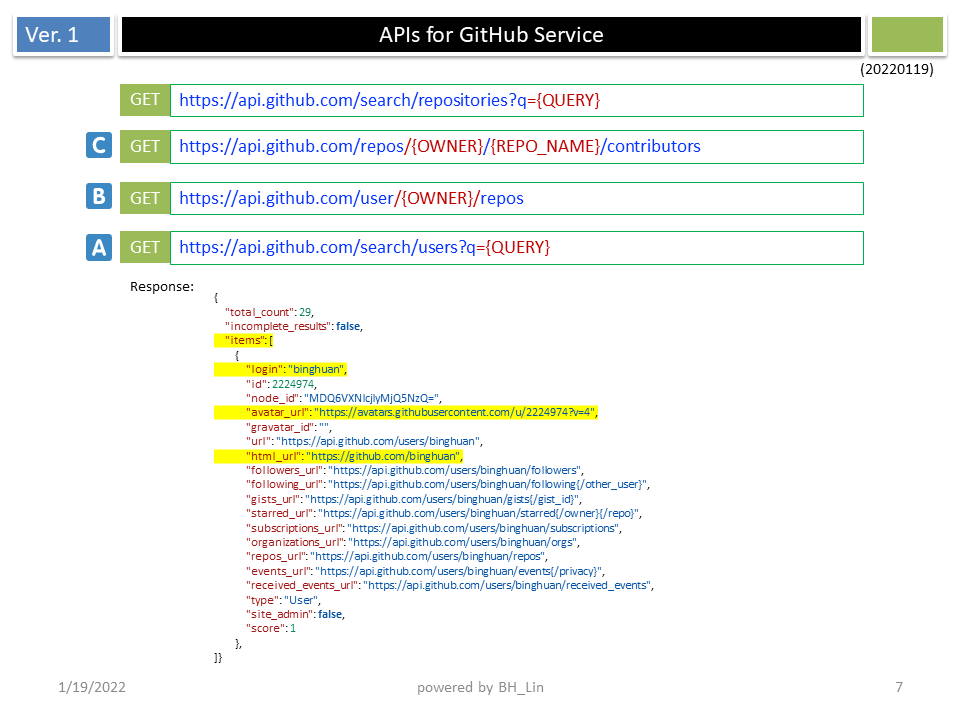 Ver. 1
APIs for GitHub Service
(20220119)
GET https://api.github.com/search/repositories?q={QUERY}
C GET https://api.github.com/repos/{OWNER}/{REPO_NAME}/contributors
B GET https://api.github.com/user/{OWNER}/repos
A GET https://api.github.com/search/users?q={QUERY}
Response:
{
"total_count": 29,
"incomplete_results": false,
"items": [
{
"login": "binghuan",
"id": 2224974,
"node_id": "MDQ6VXNlcjIyMjQ5NzQ=",
"avatar_url": "https://avatars.githubusercontent.com/u/2224974?v=4",
"gravatar_id": "",
"url": "https://api.github.com/users/binghuan",
"html_url": "https://github.com/binghuan",
"followers_url": "https://api.github.com/users/binghuan/followers",
"following_url": "https://api.github.com/users/binghuan/following{/other_user}",
"gists_url": "https://api.github.com/users/binghuan/gists{/gist_id}",
"starred_url": "https://api.github.com/users/binghuan/starred{/owner}{/repo}",
"subscriptions_url": "https://api.github.com/users/binghuan/subscriptions",
"organizations_url": "https://api.github.com/users/binghuan/orgs",
"repos_url": "https://api.github.com/users/binghuan/repos",
"events_url": "https://api.github.com/users/binghuan/events{/privacy}",
"received_events_url": "https://api.github.com/users/binghuan/received_events",
"type": "User",
"site_admin": false,
"score": 1
},
]}
1/19/2022
powered by BH_Lin
7